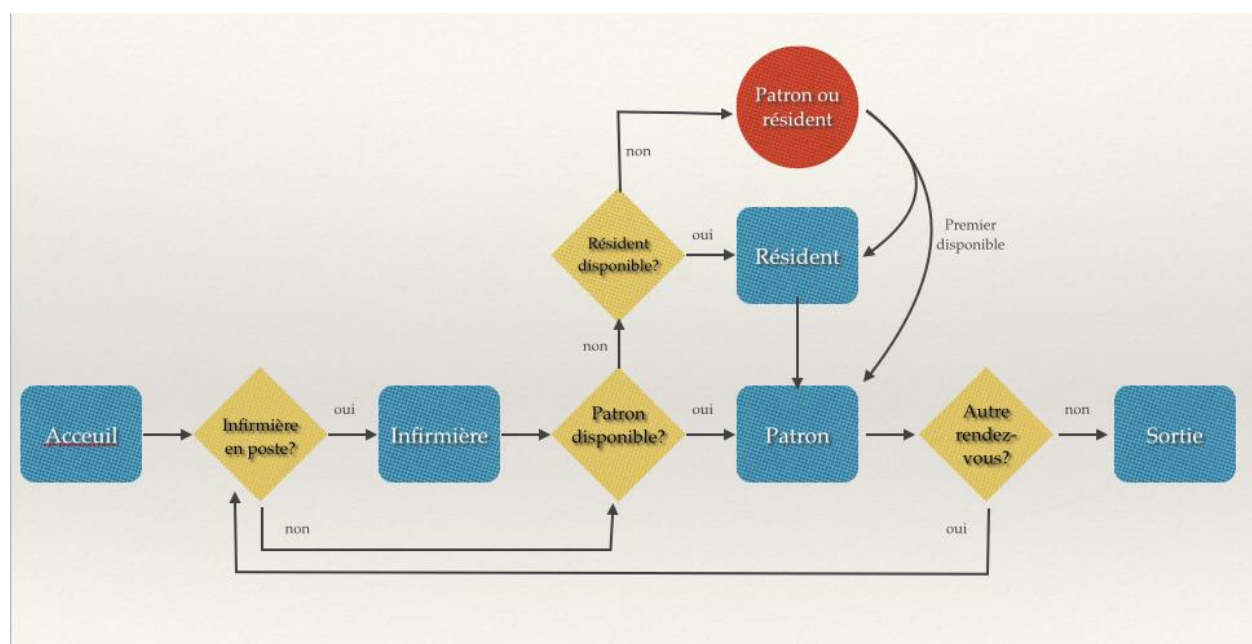 Patron ou
résident
non
Résident
disponible?
oui
Résident
Premier
disponible
non
Acceuil
Infirmière
en poste?
oui
Infirmière
Patron
disponible?
oui
Patron
Autre
rendez-
vous?
non
Sortie
non
oui